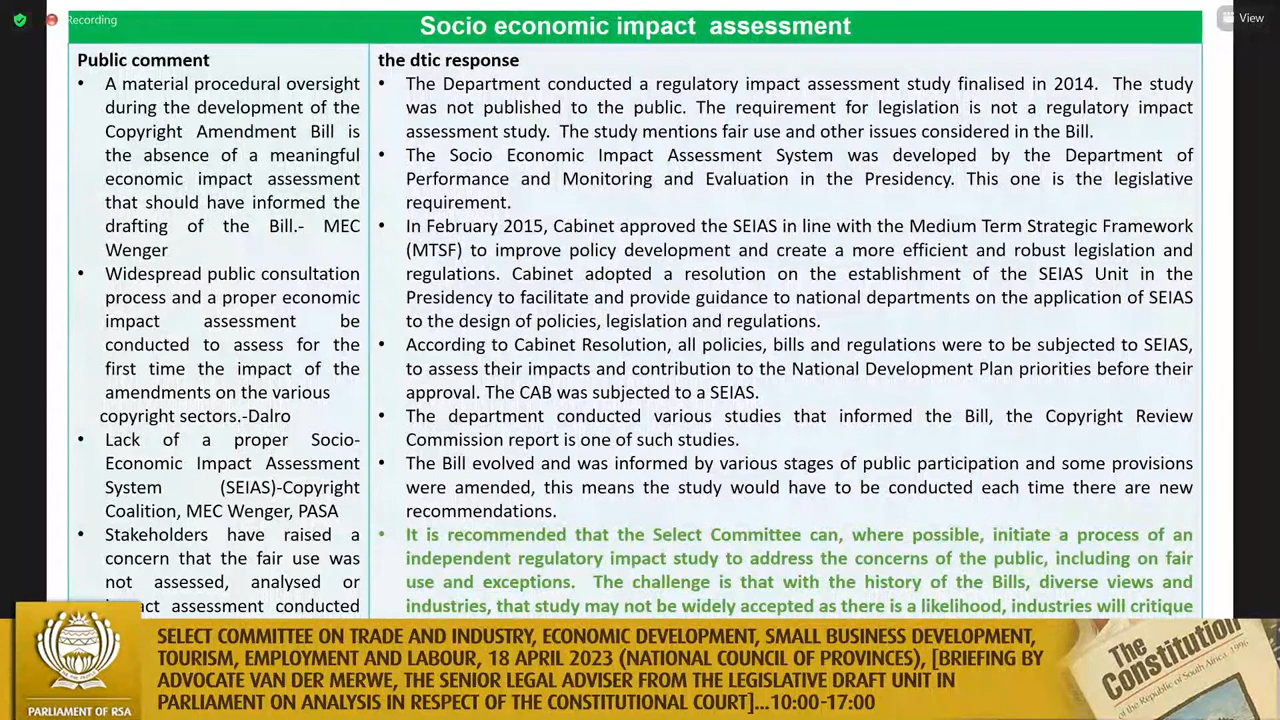 Recording
View
Socio economic impact assessment
Public comment
• A material procedural oversight
during the development of the
Copyright Amendment Bill is
the absence of a meaningful
economic impact assessment
that should have informed the
drafting of the Bill.- MEC
Wenger
• Widespread public consultation
process and a proper economic
impact assessment be
conducted to assess for the
first time the impact of the
amendments on the various
copyright sectors.-Dalro
• Lack of a proper Socio-
Economic Impact Assessment
System (SEIAS)-Copyright
Coalition, MEC Wenger, PASA
• Stakeholders have raised a
concern that the fair use was
not assessed, analysed or
assessment conducted
the dtic response
• The Department conducted a regulatory impact assessment study finalised in 2014. The study
was not published to the public. The requirement for legislation is not a regulatory impact
assessment study. The study mentions fair use and other issues considered in the Bill.
• The Socio Economic Impact Assessment System was developed by the Department of
Performance and Monitoring and Evaluation in the Presidency. This one is the legislative
requirement.
• In February 2015, Cabinet approved the SEIAS in line with the Medium Term Strategic Framework
(MTSF) to improve policy development and create a more efficient and robust legislation and
regulations. Cabinet adopted a resolution on the establishment of the SEIAS Unit in the
Presidency to facilitate and provide guidance to national departments on the application of SEIAS
to the design of policies, legislation and regulations.
• According to Cabinet Resolution, all policies, bills and regulations were to be subjected to SEIAS,
to assess their impacts and contribution to the National Development Plan priorities before their
approval. The CAB was subjected to a SEIAS.
• The department conducted various studies that informed the Bill, the Copyright Review
Commission report is one of such studies.
• The Bill evolved and was informed by various stages of public participation and some provisions
were amended, this means the study would have to be conducted each time there are new
recommendations.
• It is recommended that the Select Committee can, where possible, initiate a process of an
independent regulatory impact study to address the concerns of the public, including on fair
use and exceptions. The challenge is that with the history of the Bills, diverse views and
industries, that study may not be widely accepted as there is a likelihood, industries will critique
SELECT COMMITTEE ON TRADE AND INDUSTRY, ECONOMIC DEVELOPMENT, SMALL BUSINESS DEVELOPMENT,
TOURISM, EMPLOYMENT AND LABOUR, 18 APRIL 2023 (NATIONAL COUNCIL OF PROVINCES), [BRIEFING BY
ADVOCATE VAN DER MERWE, THE SENIOR LEGAL ADVISER FROM THE LEGISLATIVE DRAFT UNIT IN
PARLIAMENT ON ANALYSIS IN RESPECT OF THE CONSTITUTIONAL COURT]...10:00-17:00
PARLIAMENT OF RSA
The
Constitution
of the Republic of South Africa, 1996